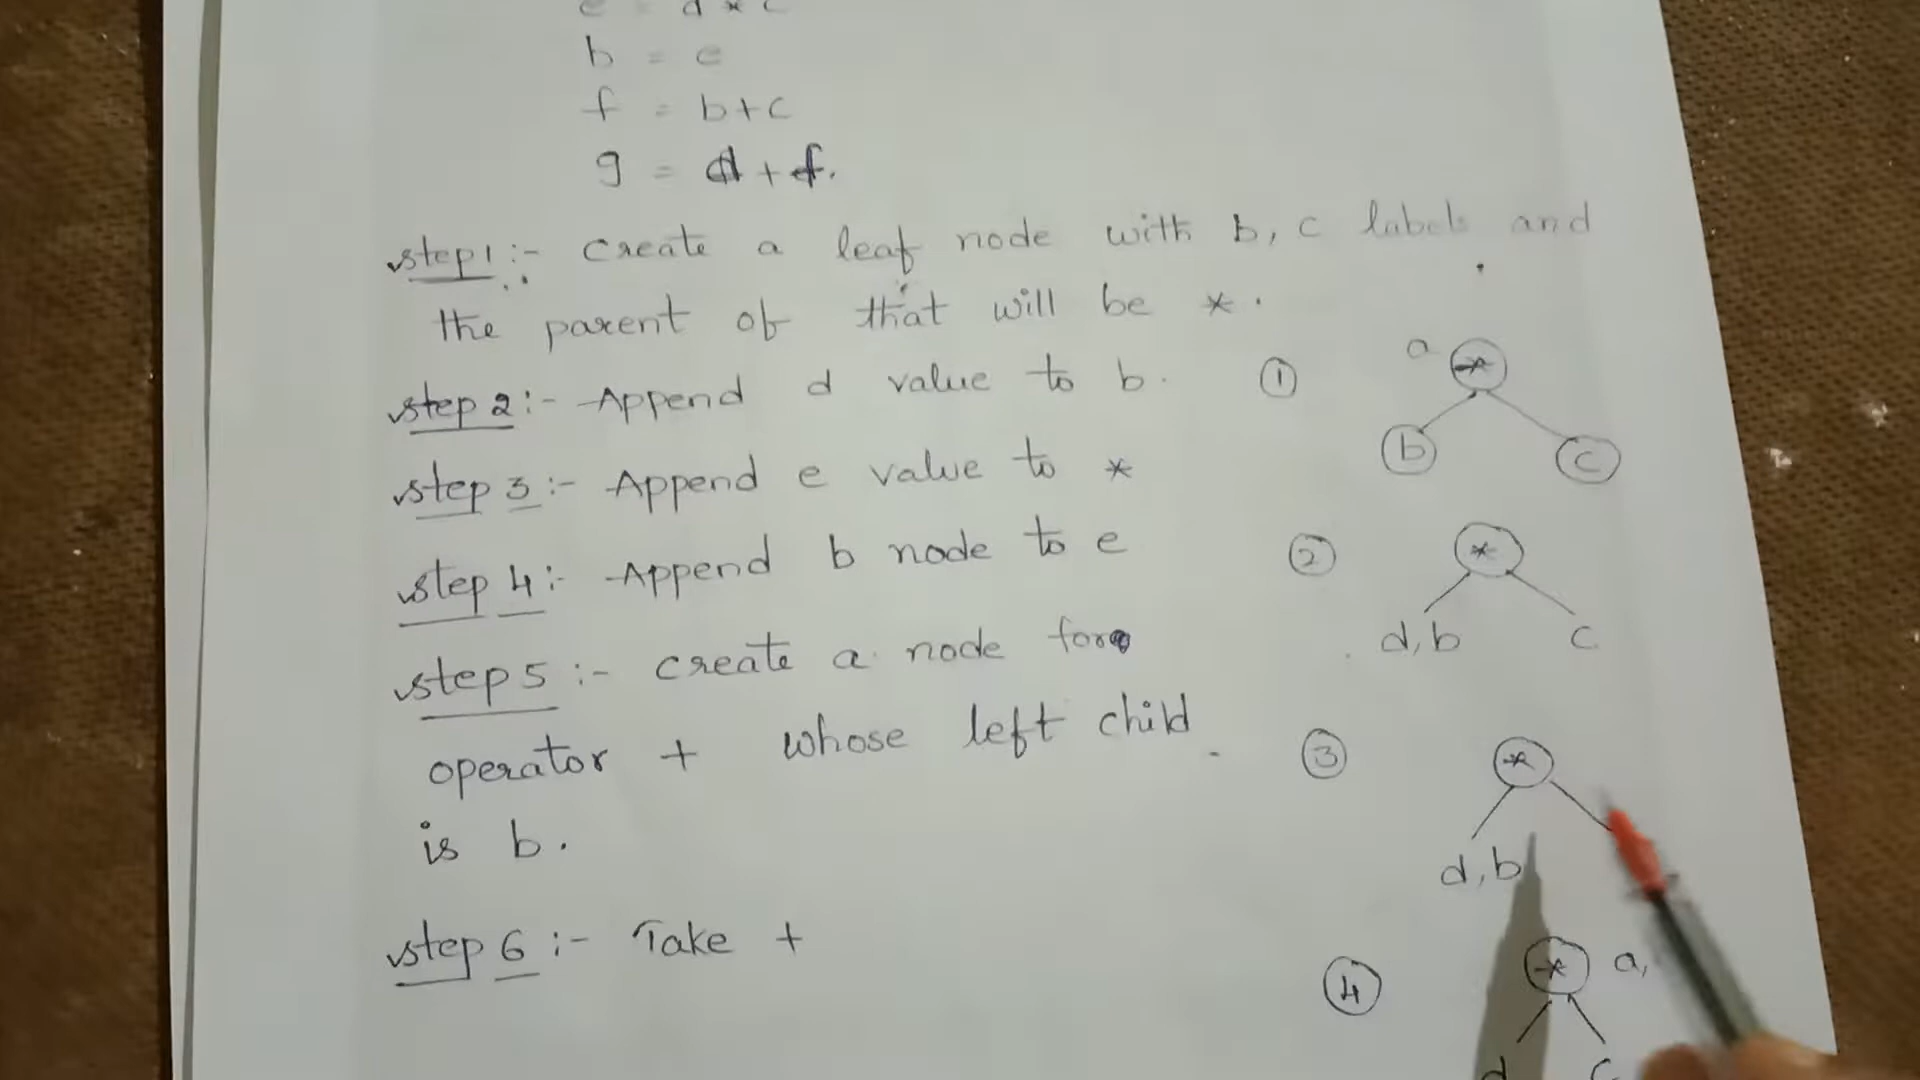 e = d * c
b = e
f = b+c
g = d + f.
step 1 :- create a leaf node with b, c labels and
the parent of that will be * .
step 2 :- Append d value to b.
step 3 :- Append e value to *
step 4 :- Append b node to e
step 5 :- create a node for
operator + whose left child
is b.
step 6 :- Take +
① a *
b c
② *
d, b c
③ *
d, b
④ * a,
d c